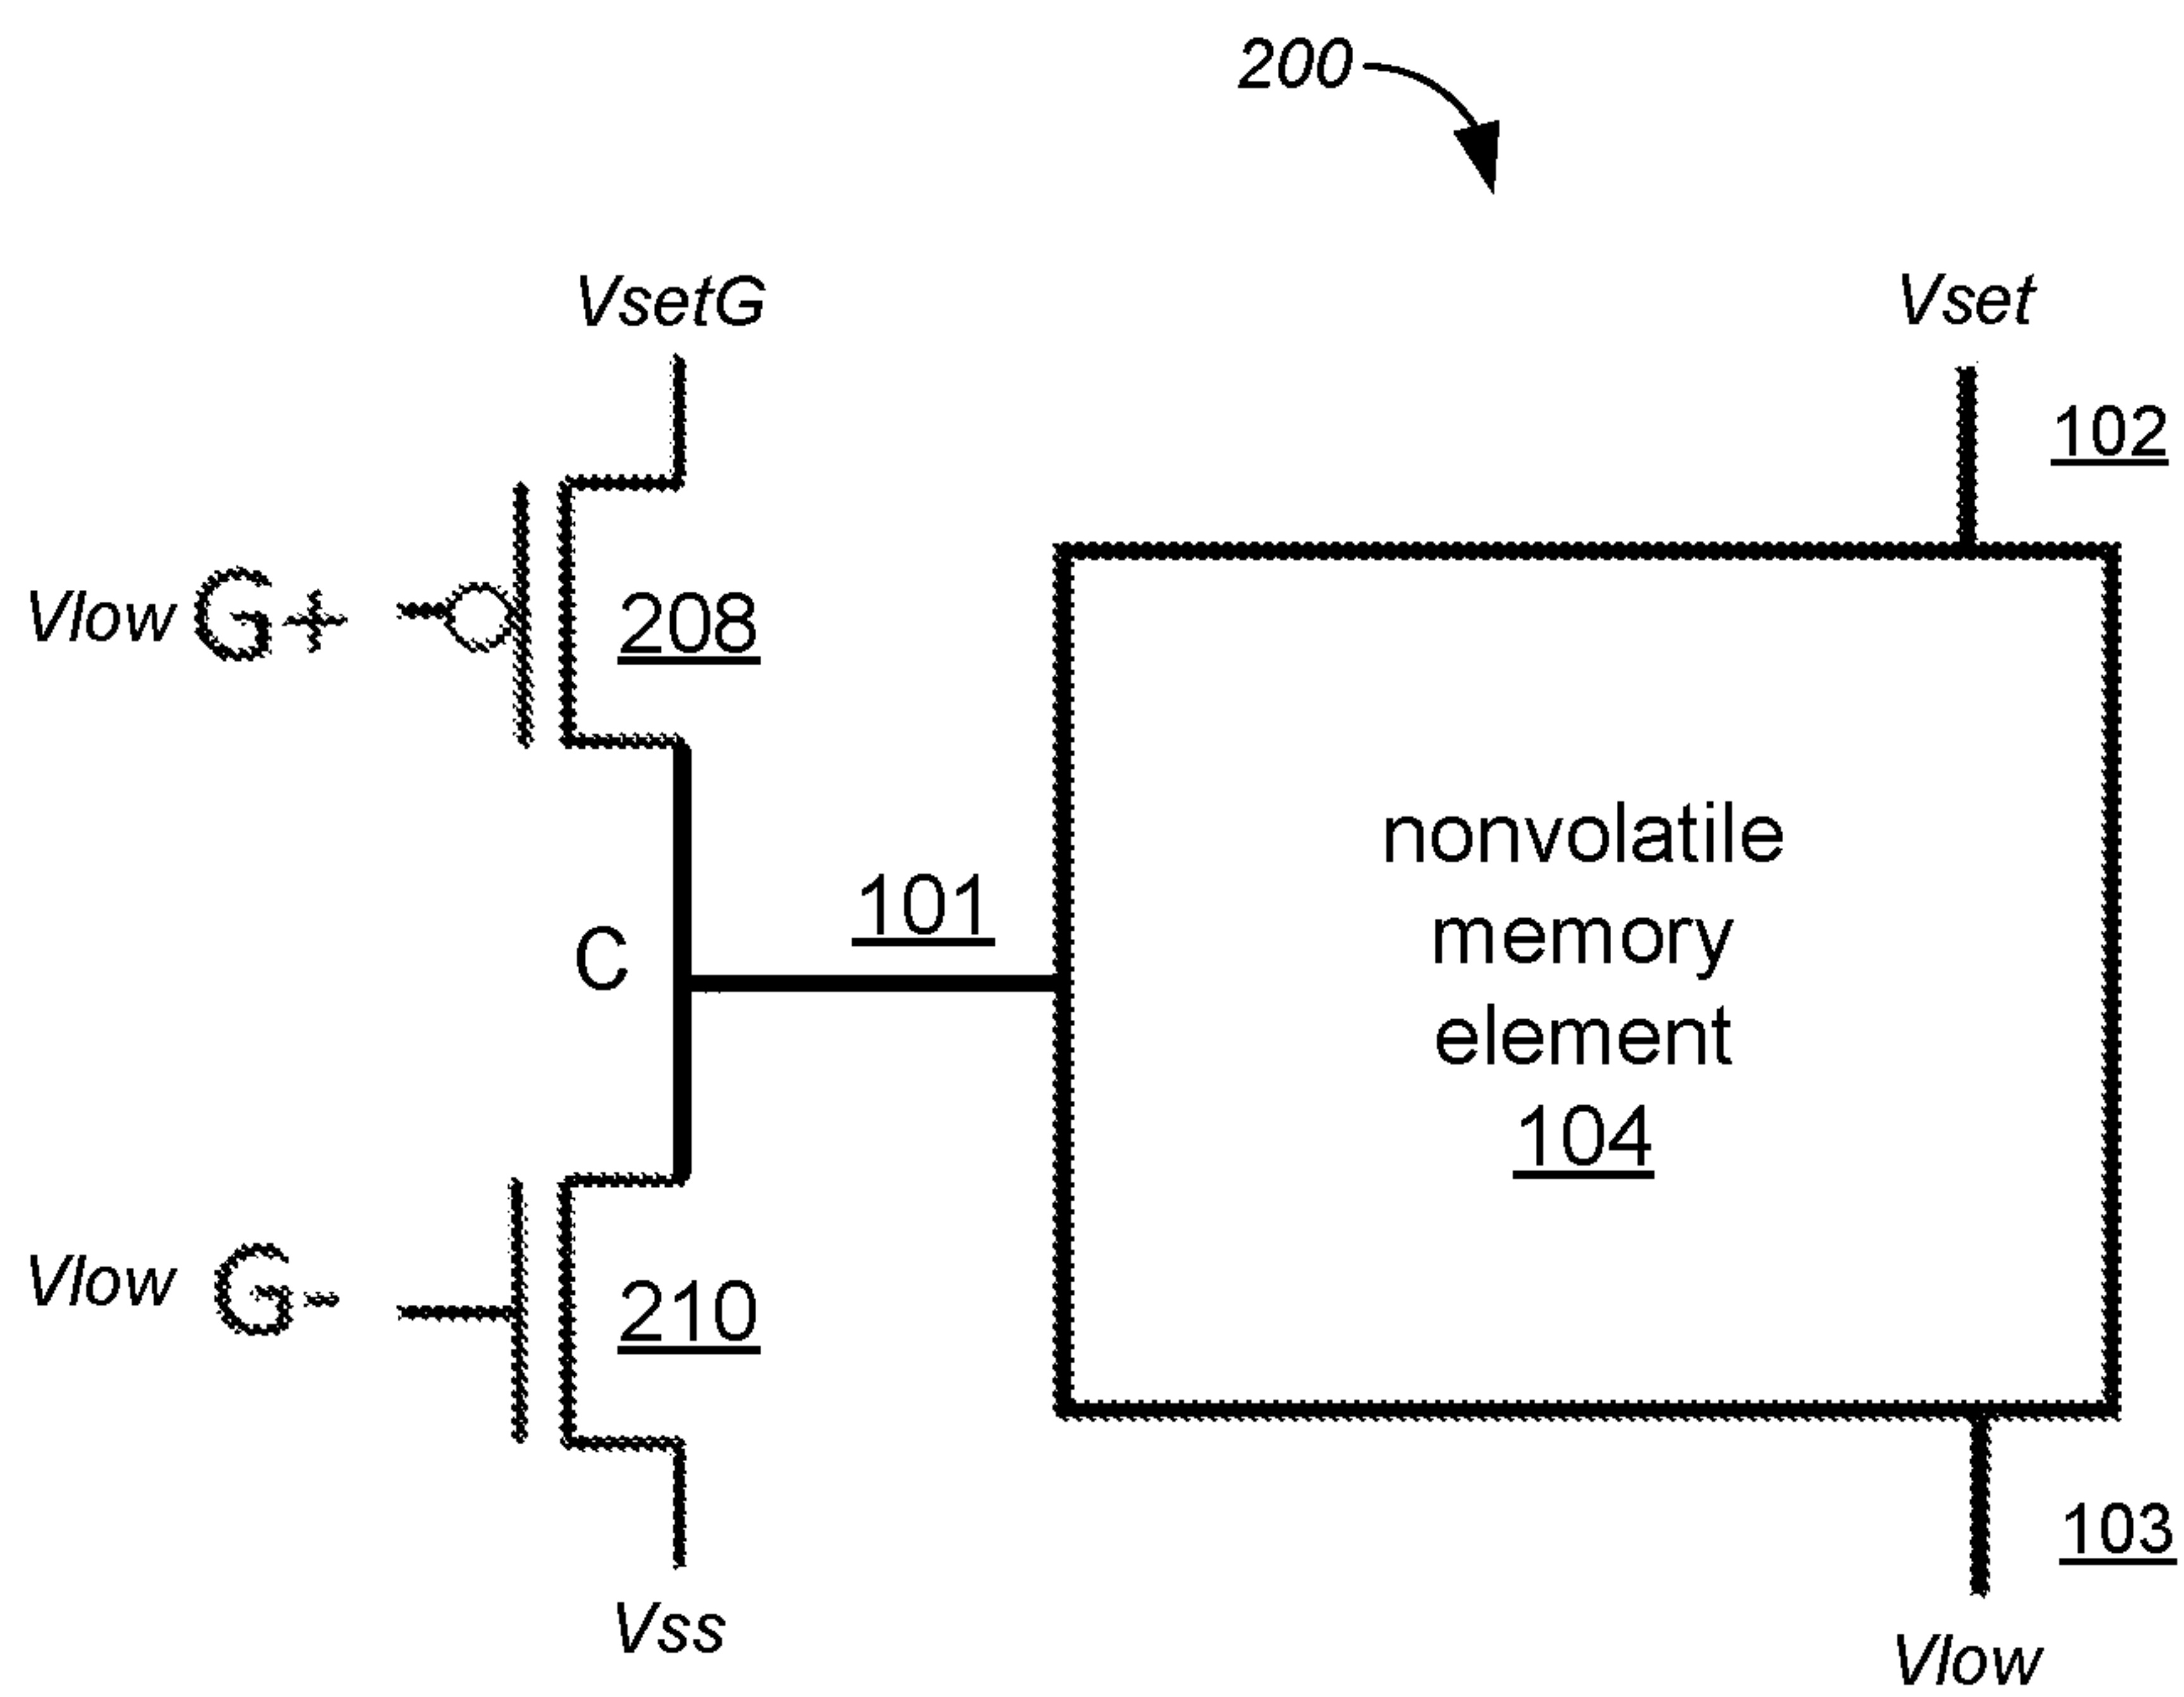 200
VsetG
Vset
102
Vlow G+
208
nonvolatile
memory
element
104
101
C
Vlow G-
210
103
Vss
Vlow